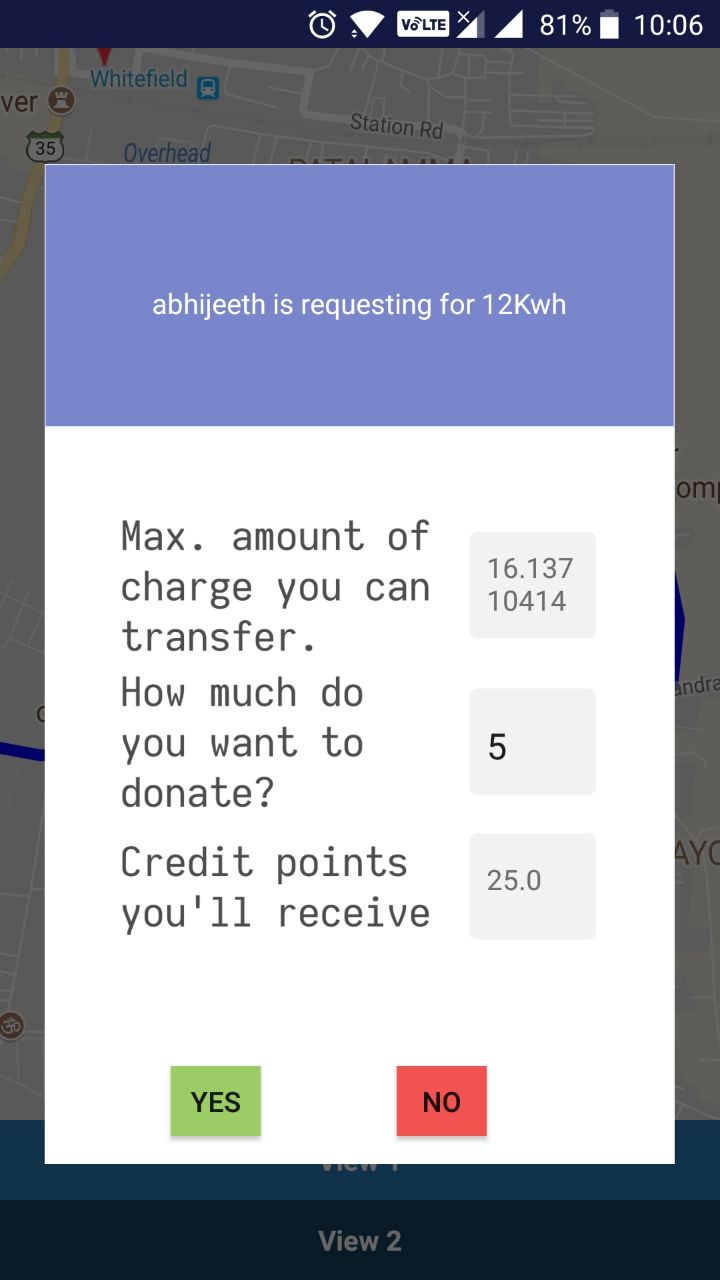 VoLTE 81% 10:06
Whitefield
ver
Station Rd
35
Overhead
abhijeeth is requesting for 12Kwh
Max. amount of
charge you can
transfer.
16.137
10414
How much do
you want to
donate?
5
Credit points
you'll receive
25.0
YES
NO
View 2